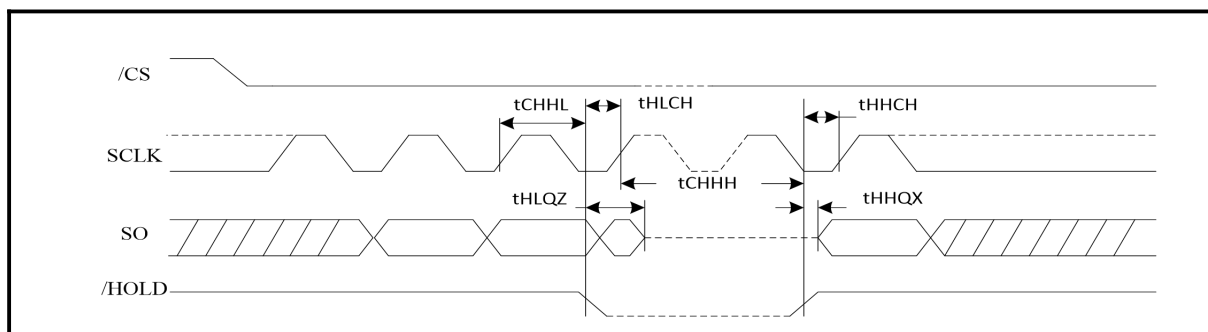 /CS
tCHHL
tHLCH
tHHCH
SCLK
tCHHH
tHLQZ
tHHQX
SO
/HOLD